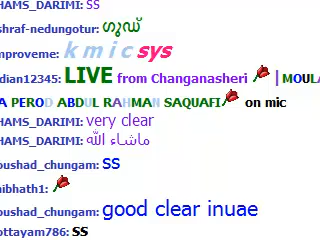 HAMS_DARIMI: SS
shraf-nedungotur: ഗുഡ്
mproveme: k m i c sys
dian12345: LIVE from Changanasheri | MOULA
A PEROD ABDUL RAHMAN SAQUAFI on mic
HAMS_DARIMI: very clear
HAMS_DARIMI: ماشاء الله
oushad_chungam: SS
nibhath1:
oushad_chungam: good clear inuae
ottayam786: SS